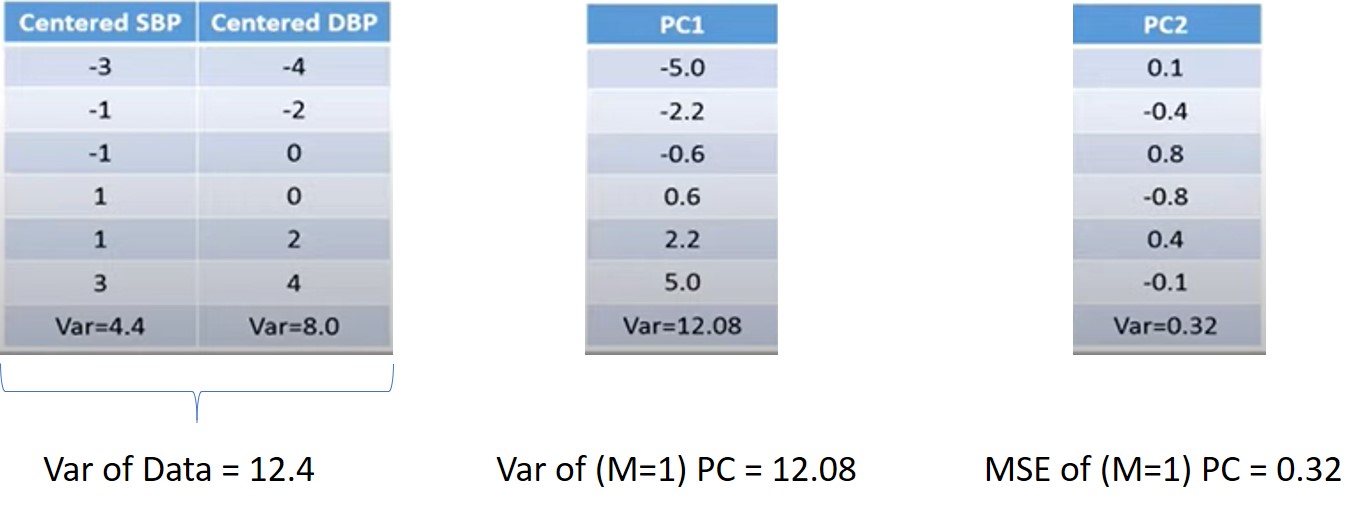 Centered SBP Centered DBP PC1 PC2
-3 -4 -5.0 0.1
-1 -2 -2.2 -0.4
-1 0 -0.6 0.8
1 0 0.6 -0.8
1 2 2.2 0.4
3 4 5.0 -0.1
Var=4.4 Var=8.0 Var=12.08 Var=0.32
Var of Data = 12.4 Var of (M=1) PC = 12.08 MSE of (M=1) PC = 0.32